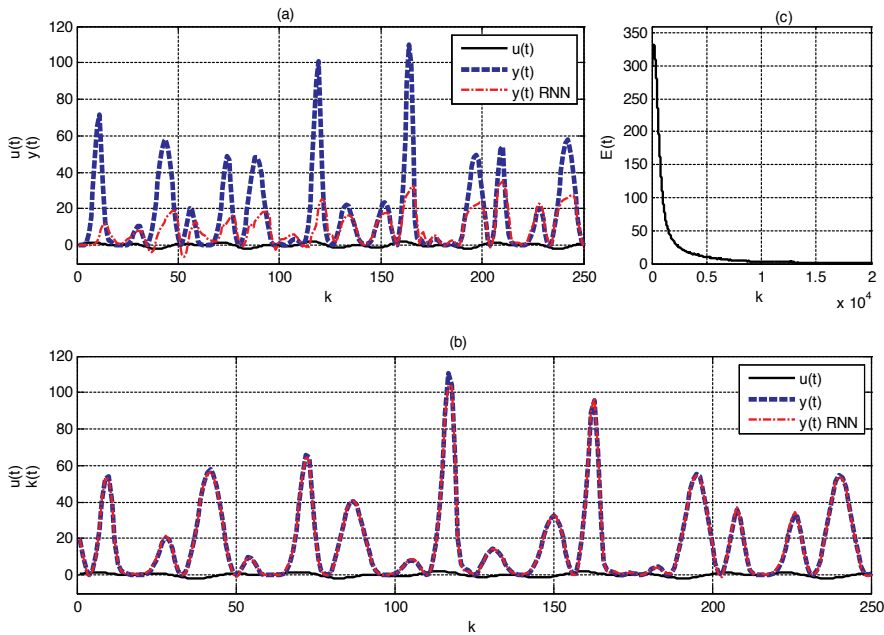 (a)
120
100
80
60
40
20
0
u(t)
y(t)
u(t)
y(t)
y(t) RNN
0 50 100 150 200 250
k
(c)
350
300
250
200
150
100
50
0
E(t)
0 0.5 1 1.5 2
k
x 10^4
(b)
120
100
80
60
40
20
0
u(t)
k(t)
u(t)
y(t)
y(t) RNN
0 50 100 150 200 250
k